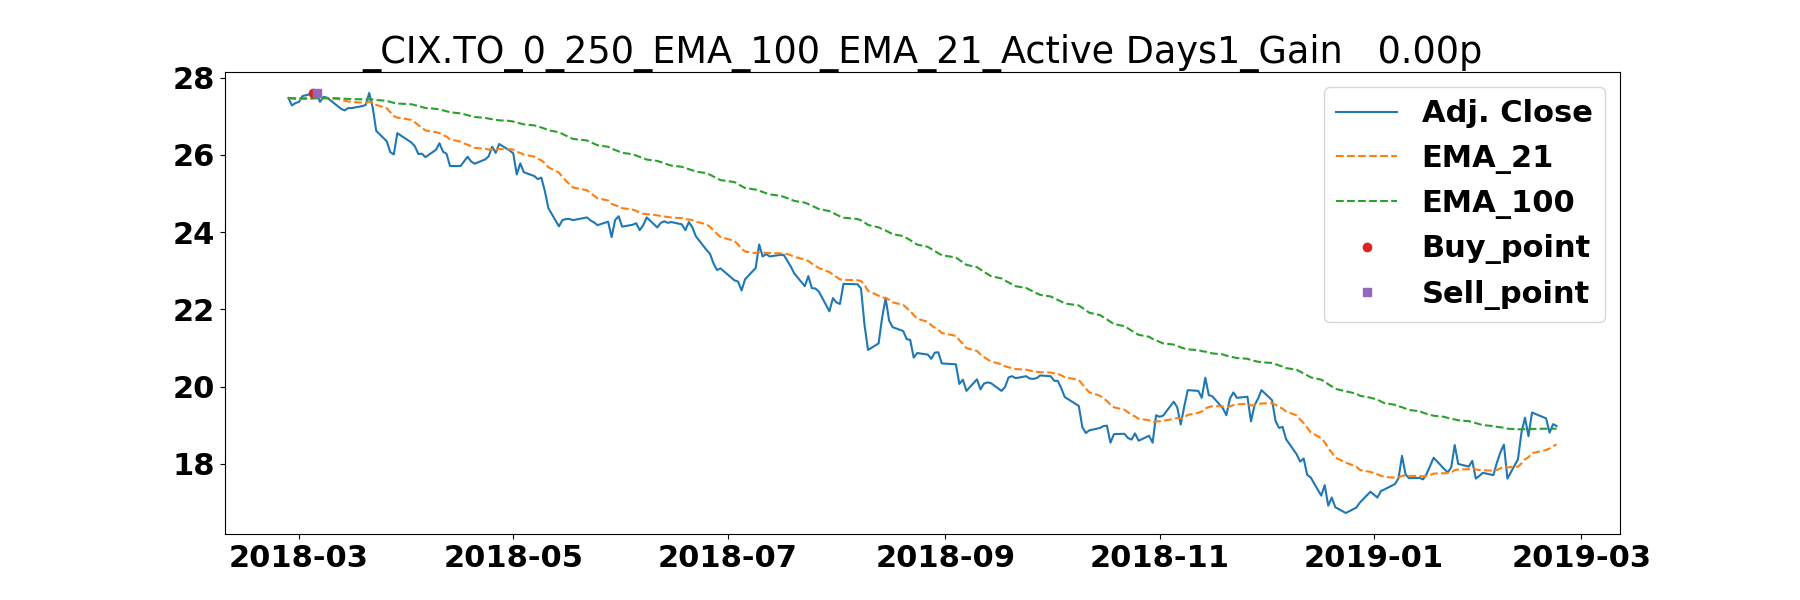 _CIX.TO_0_250_EMA_100_EMA_21_Active Days1_Gain   0.00p
28
26
24
22
20
18
Adj. Close
EMA_21
EMA_100
Buy_point
Sell_point
2018-03 2018-05 2018-07 2018-09 2018-11 2019-01 2019-03